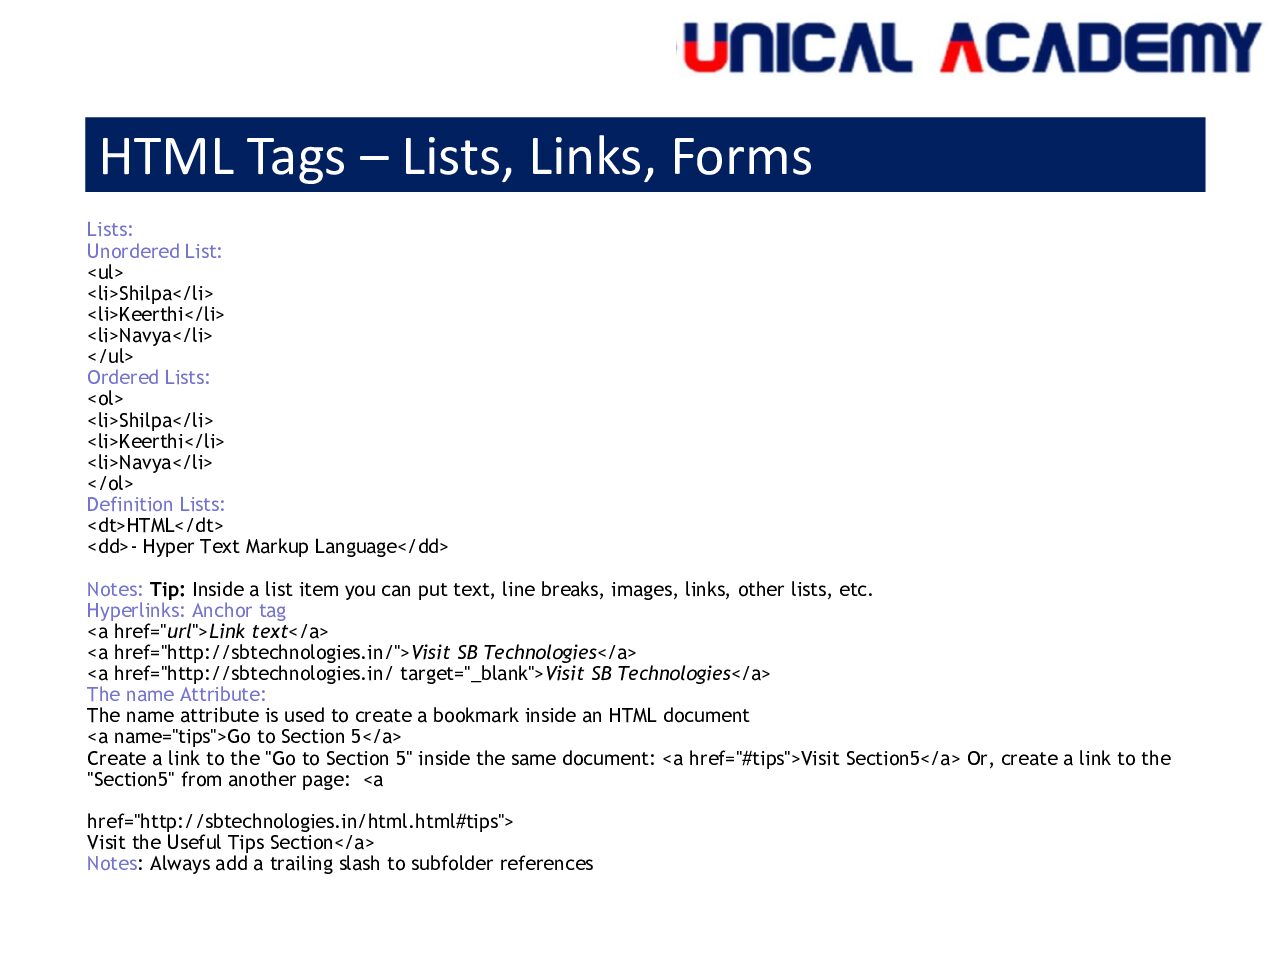 UNICAL ACADEMY
HTML Tags – Lists, Links, Forms
Lists:
Unordered List:
<ul>
<li>Shilpa</li>
<li>Keerthi</li>
<li>Navya</li>
</ul>
Ordered Lists:
<ol>
<li>Shilpa</li>
<li>Keerthi</li>
<li>Navya</li>
</ol>
Definition Lists:
<dt>HTML</dt>
<dd>- Hyper Text Markup Language</dd>
Notes: Tip: Inside a list item you can put text, line breaks, images, links, other lists, etc.
Hyperlinks: Anchor tag
<a href="url">Link text</a>
<a href="http://sbtechnologies.in/">Visit SB Technologies</a>
<a href="http://sbtechnologies.in/ target="_blank">Visit SB Technologies</a>
The name Attribute:
The name attribute is used to create a bookmark inside an HTML document
<a name="tips">Go to Section 5</a>
Create a link to the "Go to Section 5" inside the same document: <a href="#tips">Visit Section5</a> Or, create a link to the
"Section5" from another page:  <a
href="http://sbtechnologies.in/html.html#tips">
Visit the Useful Tips Section</a>
Notes: Always add a trailing slash to subfolder references